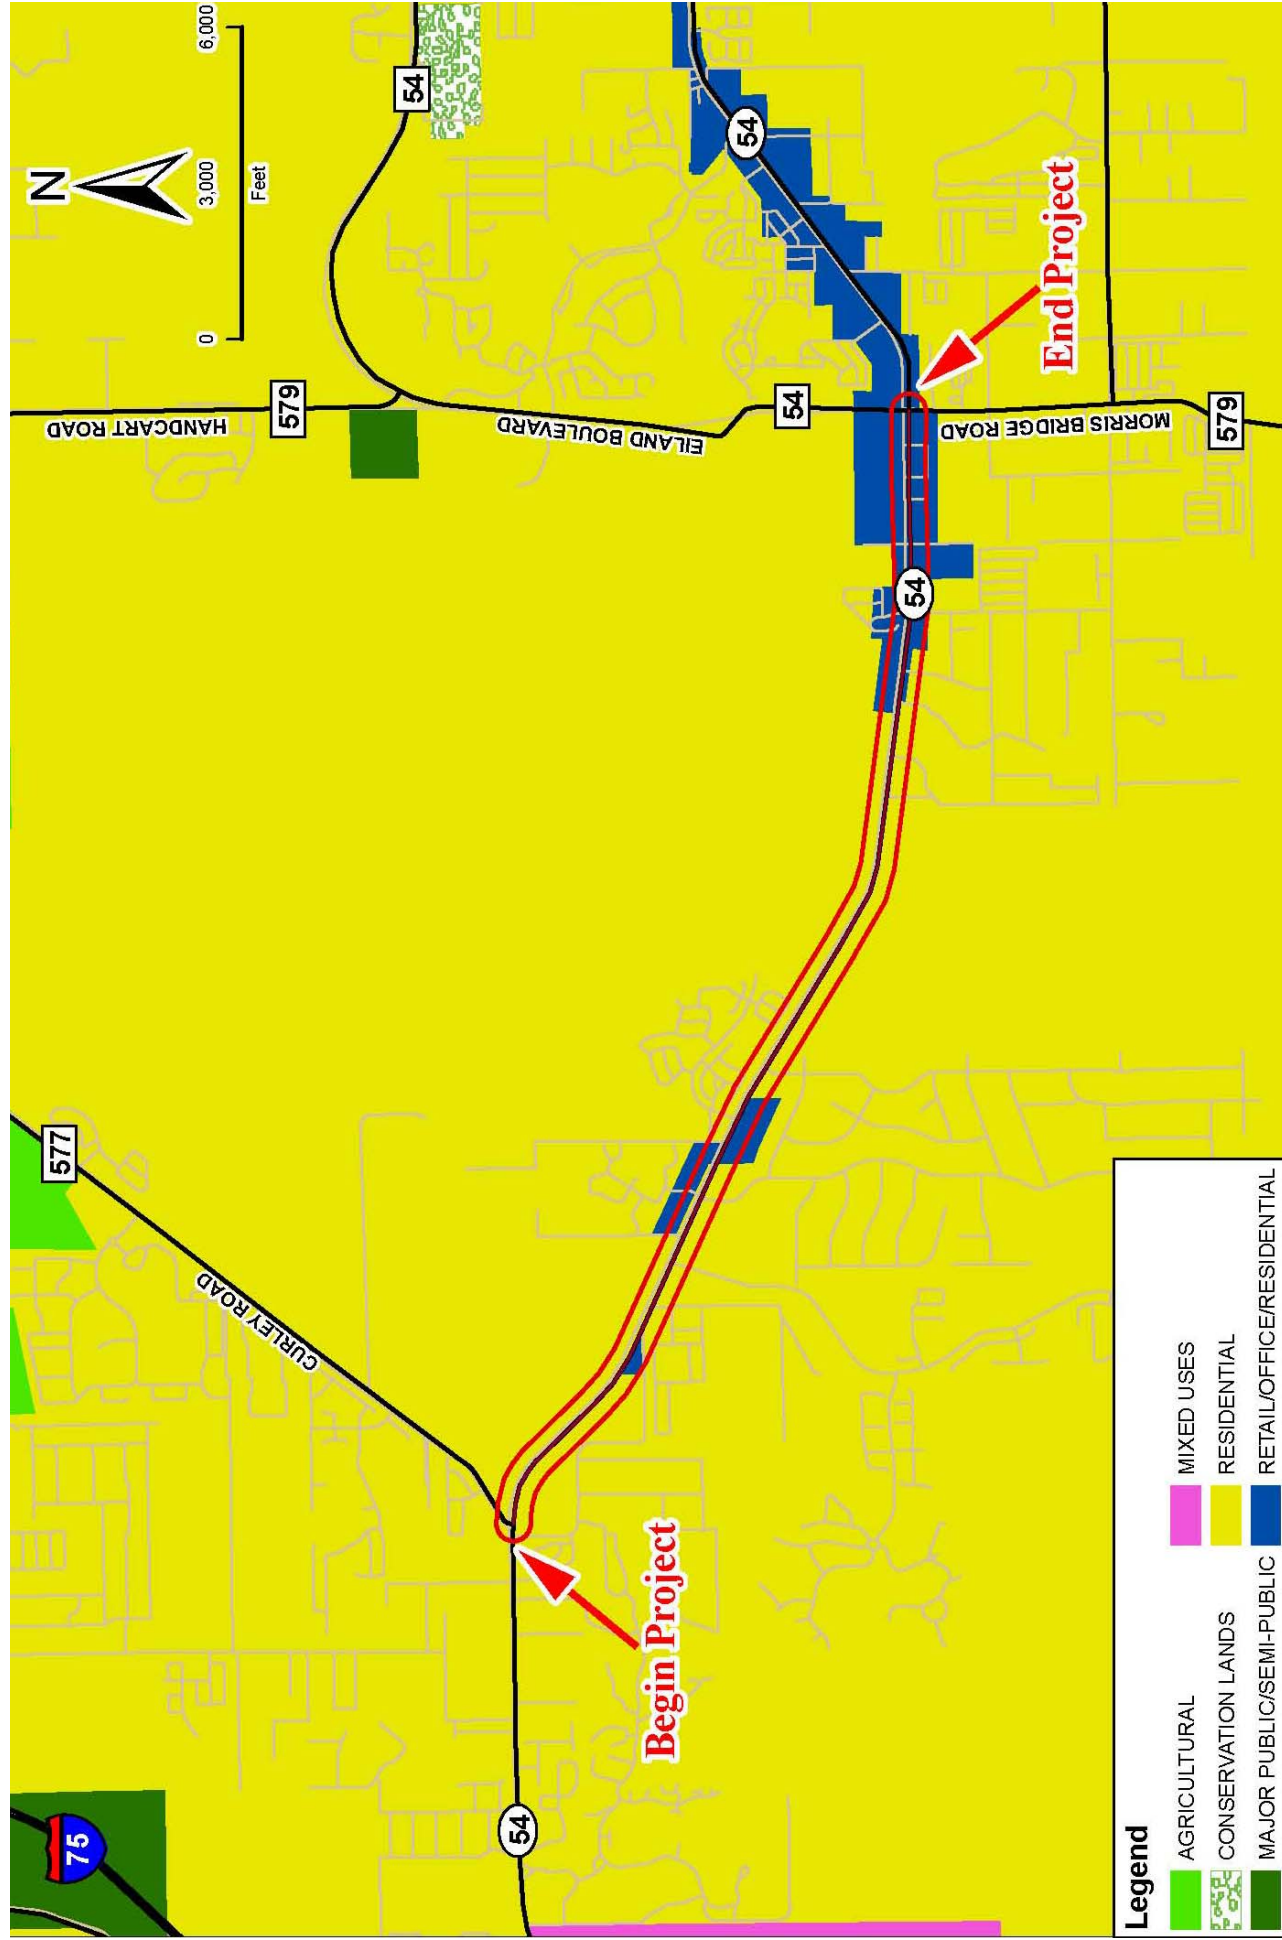 N
0 3,000 6,000
Feet
75
577
CURLEY ROAD
HANDCART ROAD
579
54
EILAND BOULEVARD
54
54
54
Begin Project
54
End Project
MORRIS BRIDGE ROAD
579
Legend
AGRICULTURAL
CONSERVATION LANDS
MAJOR PUBLIC/SEMI-PUBLIC
MIXED USES
RESIDENTIAL
RETAIL/OFFICE/RESIDENTIAL